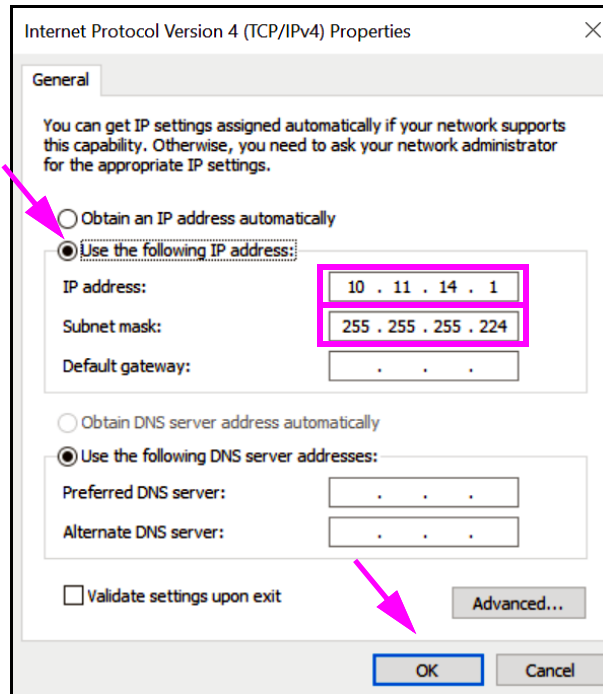 Internet Protocol Version 4 (TCP/IPv4) Properties
General
You can get IP settings assigned automatically if your network supports
this capability. Otherwise, you need to ask your network administrator
for the appropriate IP settings.
Obtain an IP address automatically
Use the following IP address:
IP address: 10 . 11 . 14 . 1
Subnet mask: 255 . 255 . 255 . 224
Default gateway: . . .
Obtain DNS server address automatically
Use the following DNS server addresses:
Preferred DNS server: . . .
Alternate DNS server: . . .
Validate settings upon exit
Advanced...
OK Cancel